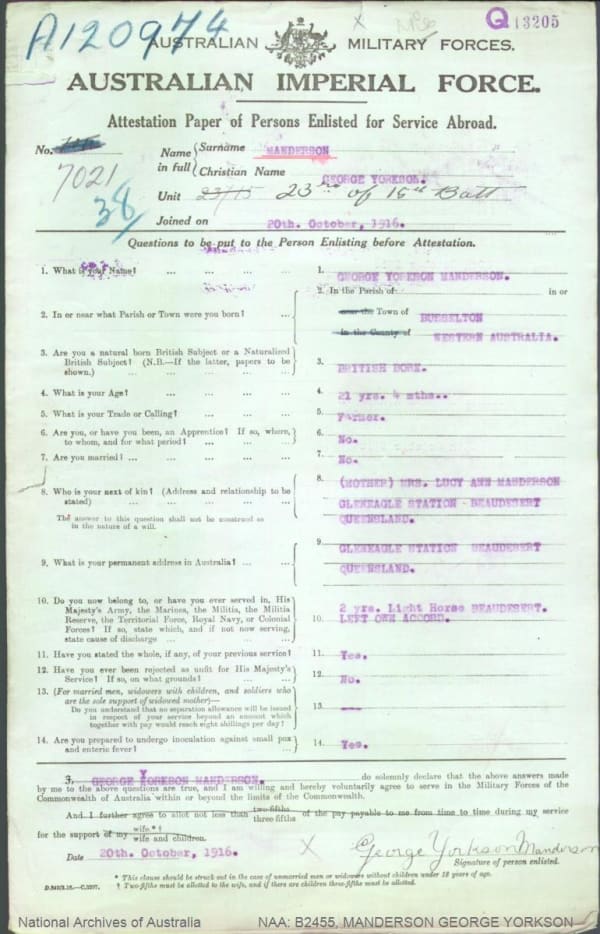 A120974
Q 13205
AUSTRALIAN MILITARY FORCES.
AUSTRALIAN IMPERIAL FORCE.
Attestation Paper of Persons Enlisted for Service Abroad.
No.
7021
38
Name in full { Surname MANDERSON
Christian Name GEORGE YORKSON.
Unit 23/15 23rd of 15th Batt
Joined on 20th. October, 1916.
Questions to be put to the Person Enlisting before Attestation.
1. What is your Name? ... ... ... ...
1. GEORGE YORKSON MANDERSON.
2. In or near what Parish or Town were you born? ...
2. In the Parish of in or
near the Town of BUSSELTON
in the County of WESTERN AUSTRALIA.
3. Are you a natural born British Subject or a Naturalized
British Subject? (N.B.—If the latter, papers to be
shown.) ... ... ... ...
3. BRITISH BORN.
4. What is your Age? ... ... ... ...
4. 21 yrs. 4 mths..
5. What is your Trade or Calling? ... ... ...
5. Farmer.
6. Are you, or have you been, an Apprentice? If so, where,
to whom, and for what period? ... ... ...
6. No.
7. Are you married? ... ... ... ... ...
7. No.
8. Who is your next of kin? (Address and relationship to be
stated) ... ... ... ...
The answer to this question shall not be construed as
in the nature of a will.
8. (MOTHER) MRS. LUCY ANN MANDERSON
GLENEAGLE STATION BEAUDESERT
QUEENSLAND.
9. What is your permanent address in Australia? ... ...
9. GLENEAGLE STATION BEAUDESERT
QUEENSLAND.
10. Do you now belong to, or have you ever served in, His
Majesty's Army, the Marines, the Militia, the Militia
Reserve, the Territorial Force, Royal Navy, or Colonial
Forces? If so, state which, and if not now serving,
state cause of discharge ... ... ... ...
10. 2 yrs. Light Horse BEAUDESERT.
LEFT OWN ACCORD.
11. Have you stated the whole, if any, of your previous service?
11. Yes.
12. Have you ever been rejected as unfit for His Majesty's
Service? If so, on what grounds? ... ...
12. No.
13. (For married men, widowers with children, and soldiers who
are the sole support of widowed mother)—
Do you understand that no separation allowance will be issued
in respect of your service beyond an amount which
together with pay would reach eight shillings per day?
13. ---
14. Are you prepared to undergo inoculation against small pox
and enteric fever? ... ... ... ...
14. Yes.
I, GEORGE YORKSON MANDERSON. do solemnly declare that the above answers made
by me to the above questions are true, and I am willing and hereby voluntarily agree to serve in the Military Forces of the
Commonwealth of Australia within or beyond the limits of the Commonwealth.
And I further agree to allot not less than two-fifths three-fifths of the pay payable to me from time to time during my service
for the support of my wife.*† wife and children.
Date 20th. October, 1916.
X George Yorkson Manderson
Signature of person enlisted.
* This clause should be struck out in the case of unmarried men or widowers without children under 18 years of age.
† Two-fifths must be allotted to the wife, and if there are children three-fifths must be allotted.
National Archives of Australia
NAA: B2455, MANDERSON GEORGE YORKSON